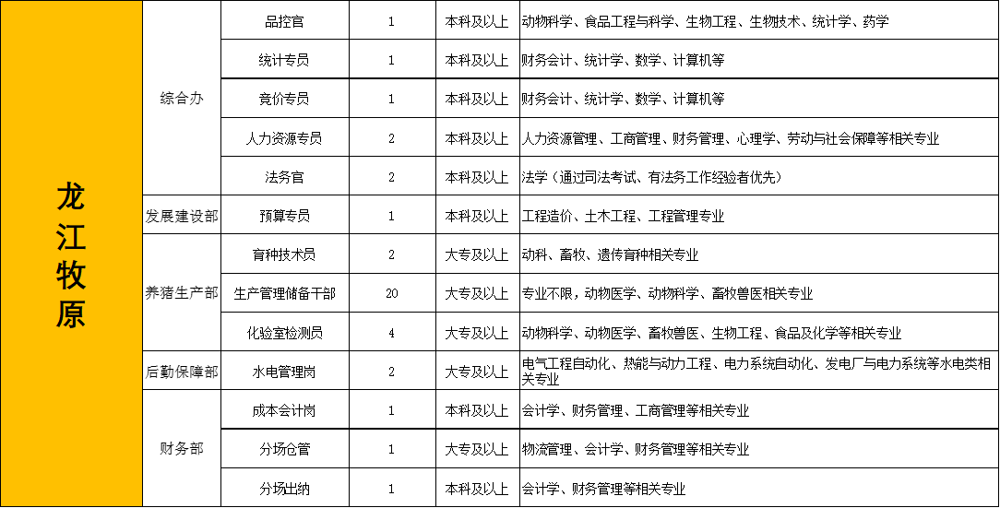 龙
江
牧
原
综合办
品控官 1 本科及以上 动物科学、食品工程与科学、生物工程、生物技术、统计学、药学
统计专员 1 本科及以上 财务会计、统计学、数学、计算机等
竞价专员 1 本科及以上 财务会计、统计学、数学、计算机等
人力资源专员 2 本科及以上 人力资源管理、工商管理、财务管理、心理学、劳动与社会保障等相关专业
法务官 2 本科及以上 法学（通过司法考试、有法务工作经验者优先）
发展建设部 预算专员 1 本科及以上 工程造价、土木工程、工程管理专业
养猪生产部
育种技术员 2 大专及以上 动科、畜牧、遗传育种相关专业
生产管理储备干部 20 大专及以上 专业不限，动物医学、动物科学、畜牧兽医相关专业
化验室检测员 4 大专及以上 动物科学、动物医学、畜牧兽医、生物工程、食品及化学等相关专业
后勤保障部 水电管理岗 2 大专及以上 电气工程自动化、热能与动力工程、电力系统自动化、发电厂与电力系统等水电类相
关专业
财务部
成本会计岗 1 本科及以上 会计学、财务管理、工商管理等相关专业
分场仓管 1 大专及以上 物流管理、会计学、财务管理等相关专业
分场出纳 1 本科及以上 会计学、财务管理等相关专业